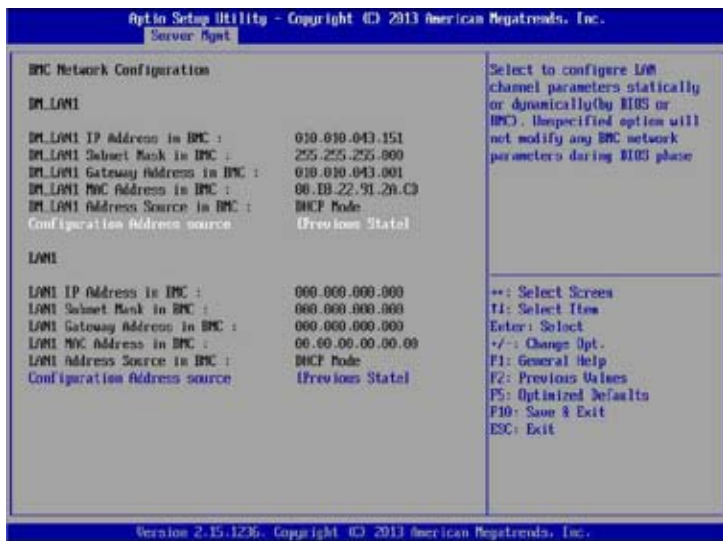 Aptio Setup Utility - Copyright (C) 2013 American Megatrends, Inc.
Server Mgmt
BMC Network Configuration
DM_LAN1
DM_LAN1 IP Address in BMC : 010.010.043.151
DM_LAN1 Subnet Mask in BMC : 255.255.255.000
DM_LAN1 Gateway Address in BMC : 010.010.043.001
DM_LAN1 MAC Address in BMC :
DM_LAN1 Address Source in BMC : DHCP Mode
Configuration Address source [Previous State]
LAN1
LAN1 IP Address in BMC : 000.000.000.000
LAN1 Subnet Mask in BMC : 000.000.000.000
LAN1 Gateway Address in BMC : 000.000.000.000
LAN1 MAC Address in BMC : 00.00.00.00.00.00
LAN1 Address Source in BMC : DHCP Mode
Configuration Address source [Previous State]
Select to configure LAN
channel parameters statically
or dynamically(by BIOS or
BMC). Unspecified option will
not modify any BMC network
parameters during BIOS phase
↔: Select Screen
↑↓: Select Item
Enter: Select
+/-: Change Opt.
F1: General Help
F2: Previous Values
F5: Optimized Defaults
F10: Save & Exit
ESC: Exit
Version 2.15.1236. Copyright (C) 2013 American Megatrends, Inc.